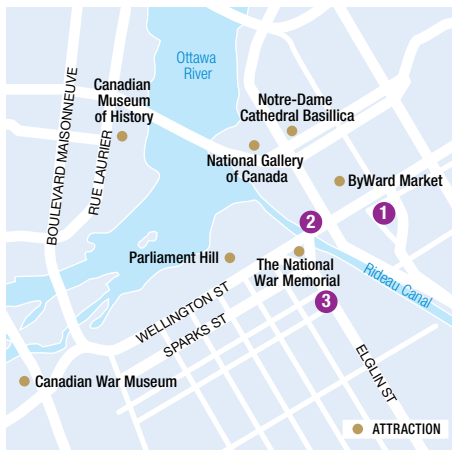 Ottawa
River
Canadian
Museum
of History
Notre-Dame
Cathedral Basillica
BOULEVARD MAISONNEUVE
RUE LAURIER
National Gallery
of Canada
ByWard Market
1
2
Parliament Hill
The National
War Memorial
Rideau Canal
3
WELLINGTON ST
SPARKS ST
ELGLIN ST
Canadian War Museum
ATTRACTION